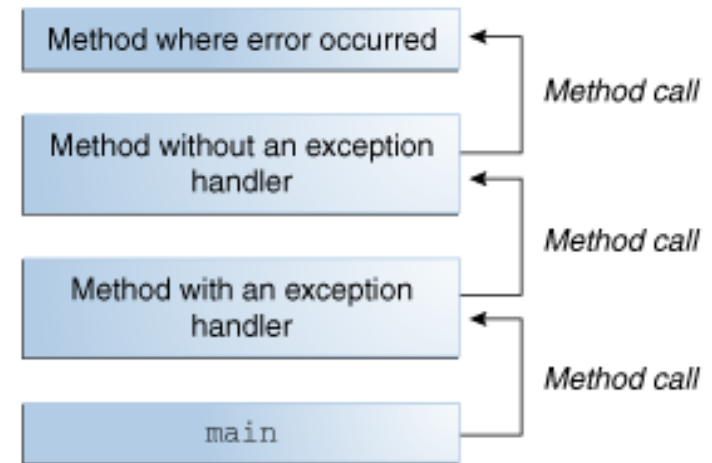 Method where error occurred
Method call
Method without an exception
handler
Method call
Method with an exception
handler
Method call
main